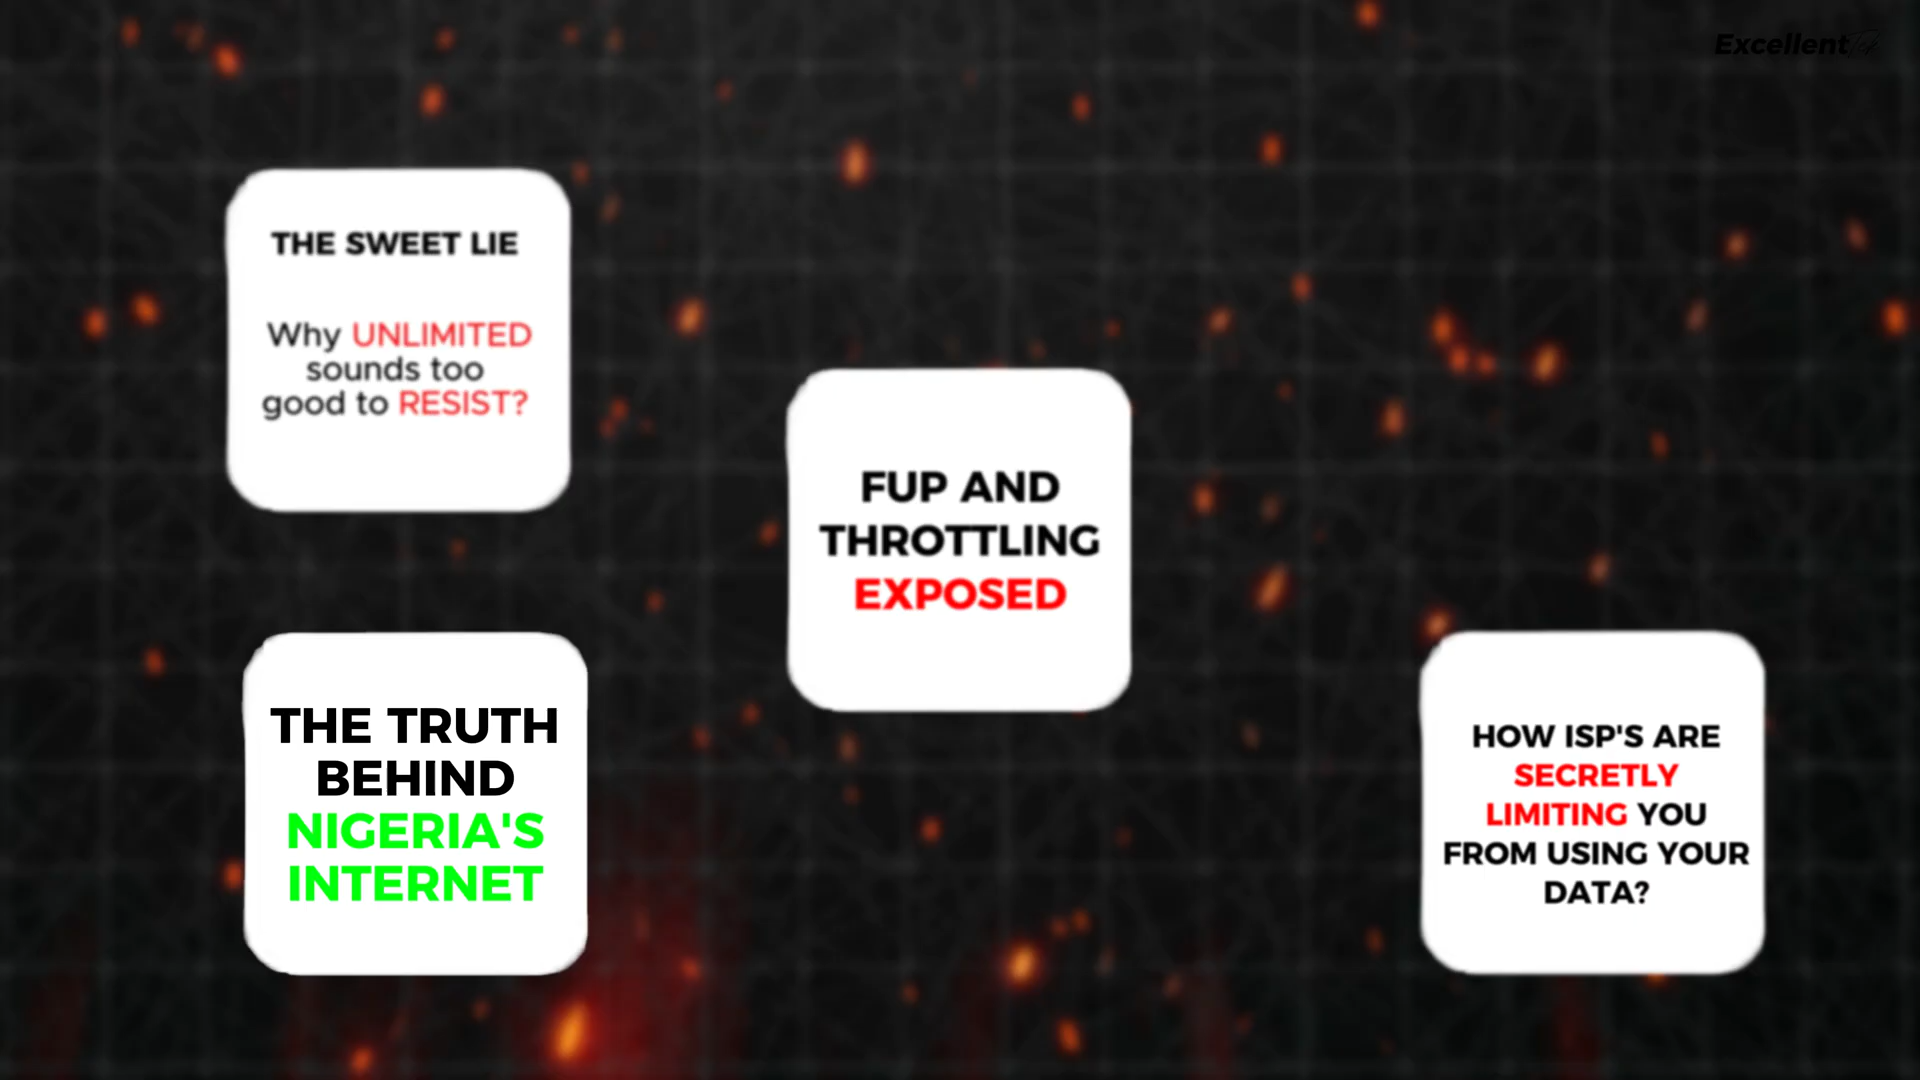 ExcellentTek
THE SWEET LIE
Why UNLIMITED
sounds too
good to RESIST?
FUP AND
THROTTLING
EXPOSED
THE TRUTH
BEHIND
NIGERIA'S
INTERNET
HOW ISP'S ARE
SECRETLY
LIMITING YOU
FROM USING YOUR
DATA?